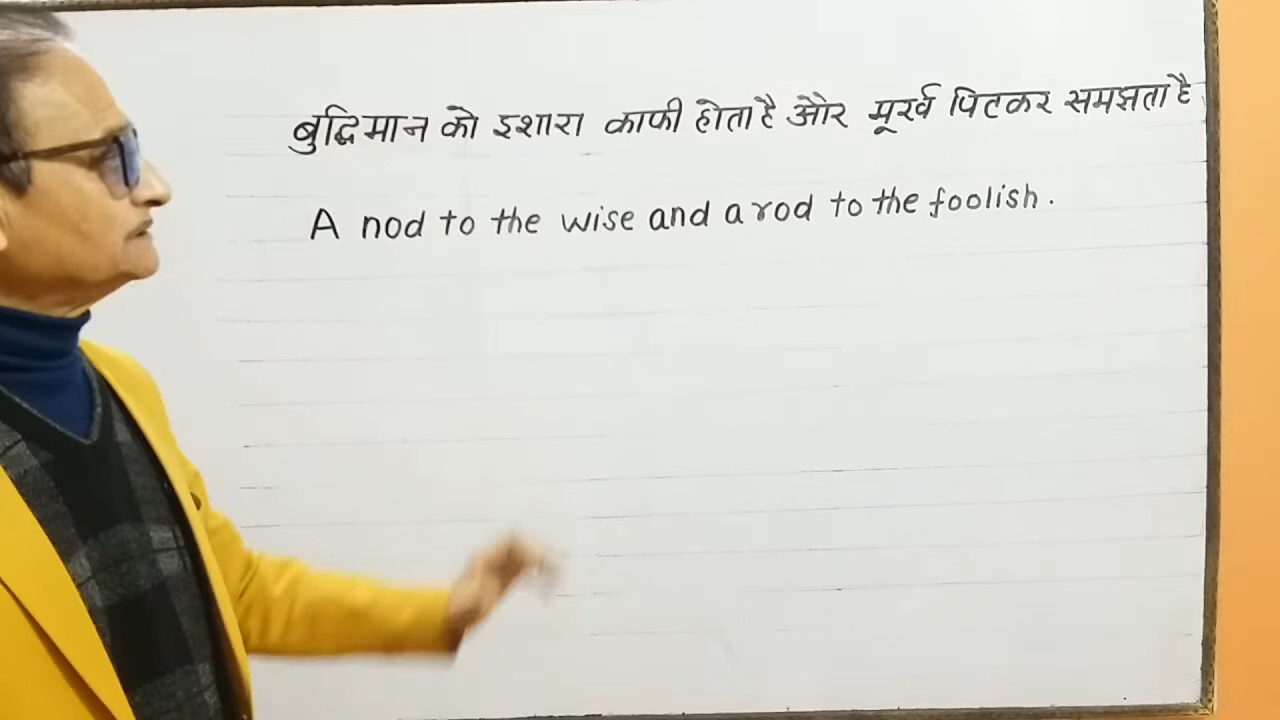 बुद्धिमान को इशारा काफी होता है और मूर्ख पिटकर समझता है
A nod to the wise and a rod to the foolish.